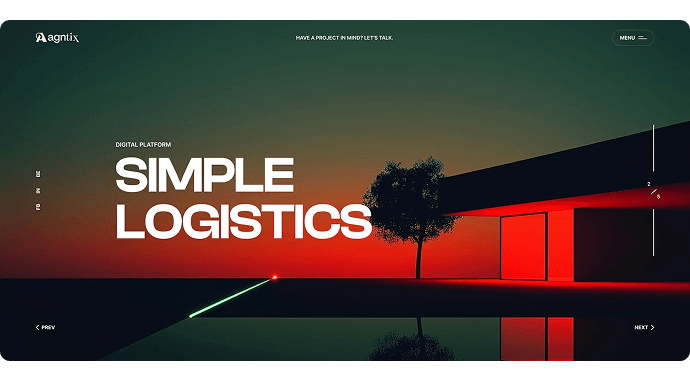 agntix
HAVE A PROJECT IN MIND? LET'S TALK.
MENU
DIGITAL PLATFORM
SIMPLE
LOGISTICS
BE
IN
FB
2
5
PREV
NEXT